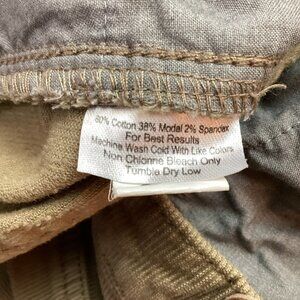 60% Cotton 38% Modal 2% Spandex
For Best Results
Machine Wash Cold With Like Colors
Non Chlorine Bleach Only
Tumble Dry Low